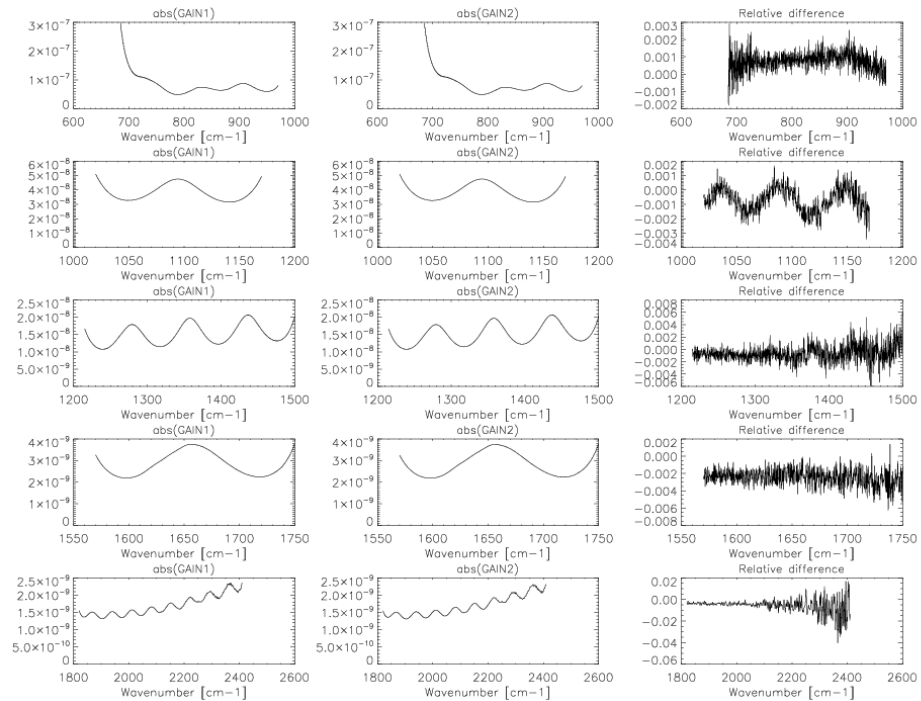 abs(GAIN1) abs(GAIN2) Relative difference
3×10⁻⁷ 3×10⁻⁷ 0.003
2×10⁻⁷ 2×10⁻⁷ 0.002
0.001
1×10⁻⁷ 1×10⁻⁷ 0.000
−0.001
0 0 −0.002
600 700 800 900 1000 600 700 800 900 1000 600 700 800 900 1000
Wavenumber [cm−1] Wavenumber [cm−1] Wavenumber [cm−1]
abs(GAIN1) abs(GAIN2) Relative difference
6×10⁻⁸ 6×10⁻⁸ 0.002
5×10⁻⁸ 5×10⁻⁸ 0.001
4×10⁻⁸ 4×10⁻⁸ 0.000
3×10⁻⁸ 3×10⁻⁸ −0.001
2×10⁻⁸ 2×10⁻⁸ −0.002
1×10⁻⁸ 1×10⁻⁸ −0.003
0 0 −0.004
1000 1050 1100 1150 1200 1000 1050 1100 1150 1200 1000 1050 1100 1150 1200
Wavenumber [cm−1] Wavenumber [cm−1] Wavenumber [cm−1]
abs(GAIN1) abs(GAIN2) Relative difference
2.5×10⁻⁸ 2.5×10⁻⁸ 0.008
2.0×10⁻⁸ 2.0×10⁻⁸ 0.006
1.5×10⁻⁸ 1.5×10⁻⁸ 0.004
0.002
1.0×10⁻⁸ 1.0×10⁻⁸ 0.000
−0.002
5.0×10⁻⁹ 5.0×10⁻⁹ −0.004
0 0 −0.006
1200 1300 1400 1500 1200 1300 1400 1500 1200 1300 1400 1500
Wavenumber [cm−1] Wavenumber [cm−1] Wavenumber [cm−1]
abs(GAIN1) abs(GAIN2) Relative difference
4×10⁻⁹ 4×10⁻⁹ 0.002
3×10⁻⁹ 3×10⁻⁹ 0.000
−0.002
2×10⁻⁹ 2×10⁻⁹ −0.004
1×10⁻⁹ 1×10⁻⁹ −0.006
0 0 −0.008
1550 1600 1650 1700 1750 1550 1600 1650 1700 1750 1550 1600 1650 1700 1750
Wavenumber [cm−1] Wavenumber [cm−1] Wavenumber [cm−1]
abs(GAIN1) abs(GAIN2) Relative difference
2.5×10⁻⁹ 2.5×10⁻⁹ 0.02
2.0×10⁻⁹ 2.0×10⁻⁹ 0.00
1.5×10⁻⁹ 1.5×10⁻⁹ −0.02
1.0×10⁻⁹ 1.0×10⁻⁹
5.0×10⁻¹⁰ 5.0×10⁻¹⁰ −0.04
0 0 −0.06
1800 2000 2200 2400 2600 1800 2000 2200 2400 2600 1800 2000 2200 2400 2600
Wavenumber [cm−1] Wavenumber [cm−1] Wavenumber [cm−1]